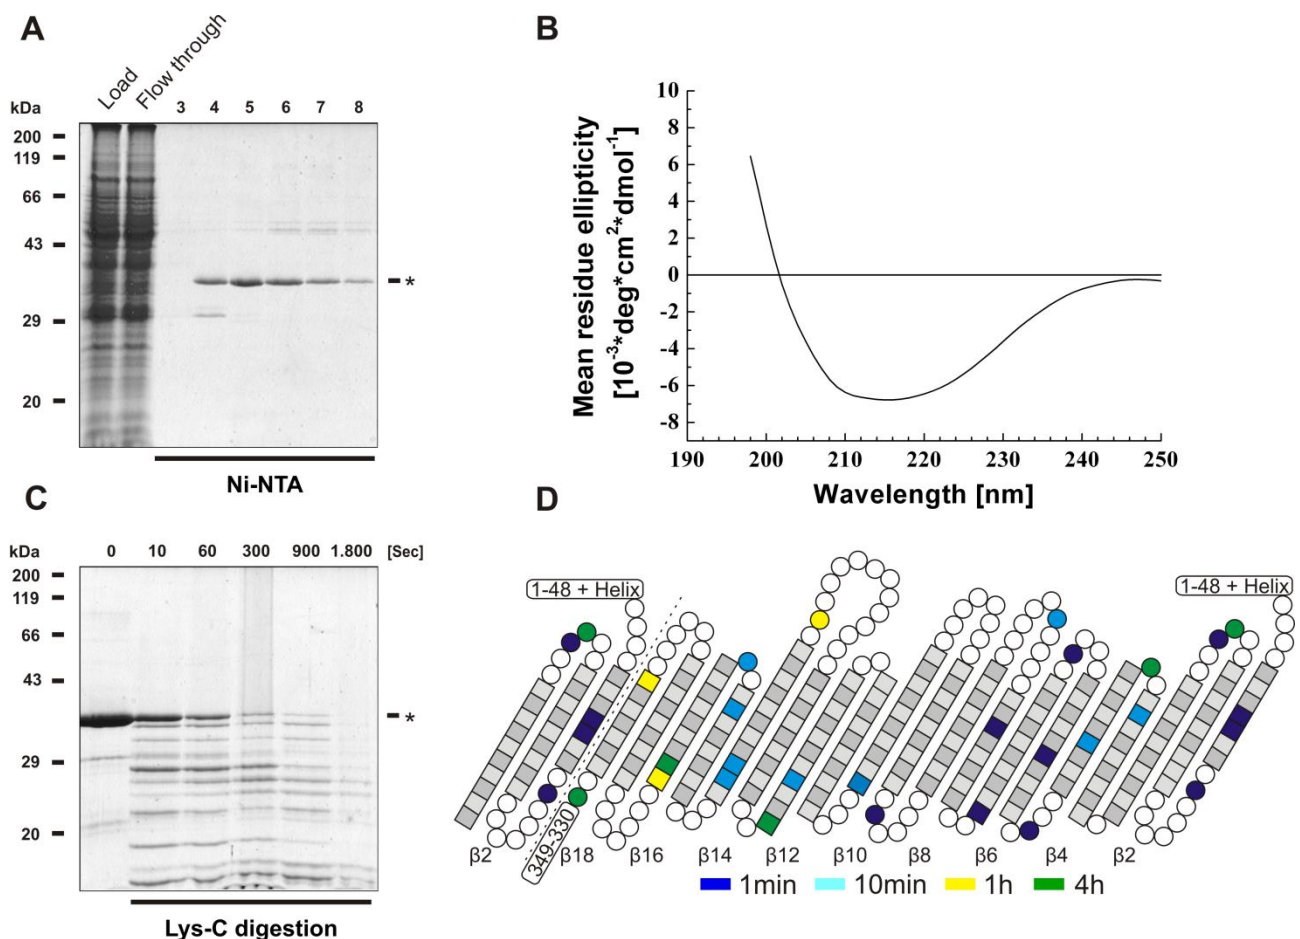 A
Load
Flow through
kDa 3 4 5 6 7 8
200
119
66
43
29
20
*
Ni-NTA
B
Mean residue ellipticity
[10⁻³*deg*cm²*dmol⁻¹]
10
8
6
4
2
0
-2
-4
-6
-8
190 200 210 220 230 240 250
Wavelength [nm]
C
kDa 0 10 60 300 900 1.800 [Sec]
200
119
66
43
29
20
*
Lys-C digestion
D
1-48 + Helix
1-48 + Helix
349-330
β2 β18 β16 β14 β12 β10 β8 β6 β4 β2
1min 10min 1h 4h